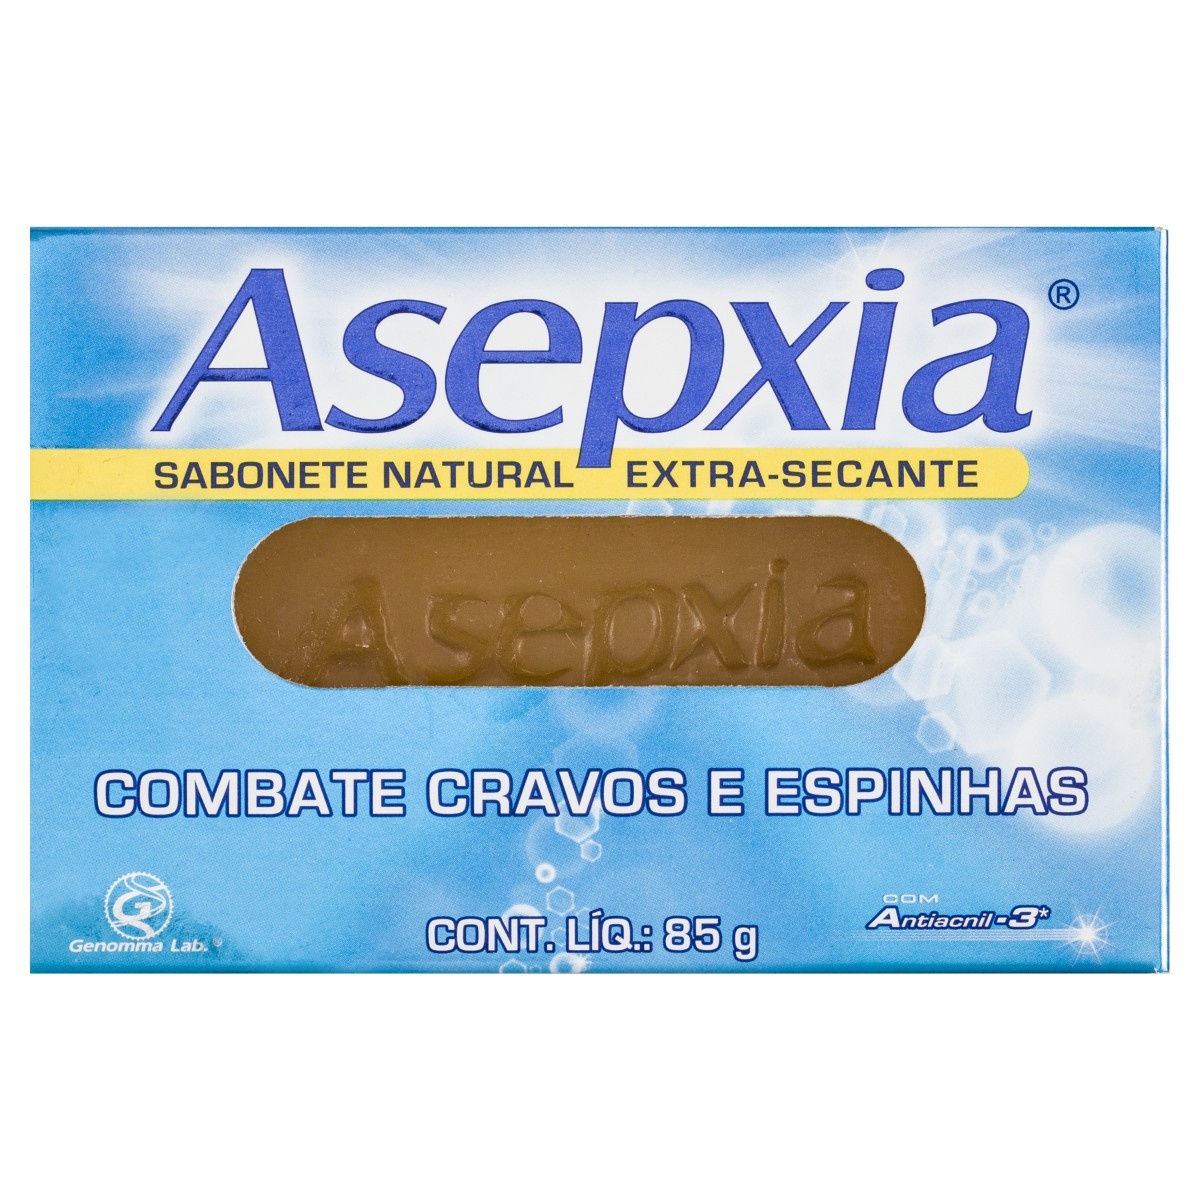 Asepxia®
SABONETE NATURAL EXTRA-SECANTE
Asepxia
COMBATE CRAVOS E ESPINHAS
COM
Antiacnil-3*
Genomma Lab.®
CONT. LÍQ.: 85 g